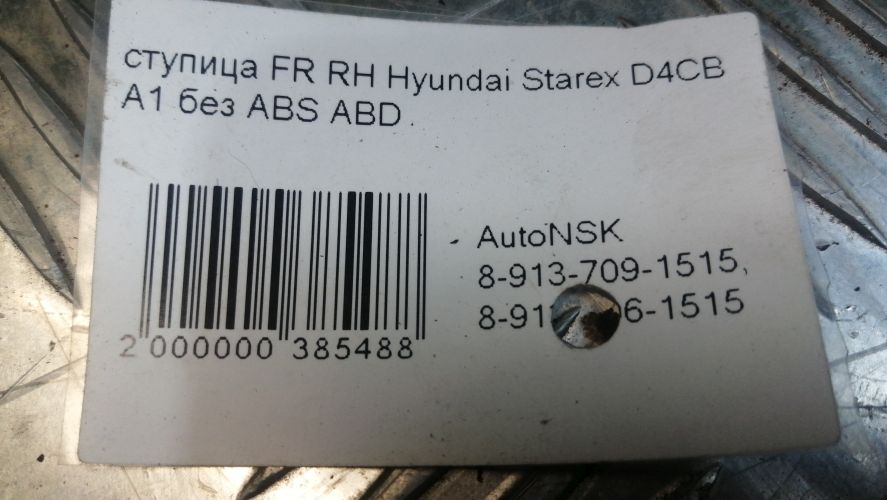 ступица FR RH Hyundai Starex D4CB
A1 без ABS ABD
AutoNSK
8-913-709-1515,
2 000000 385488